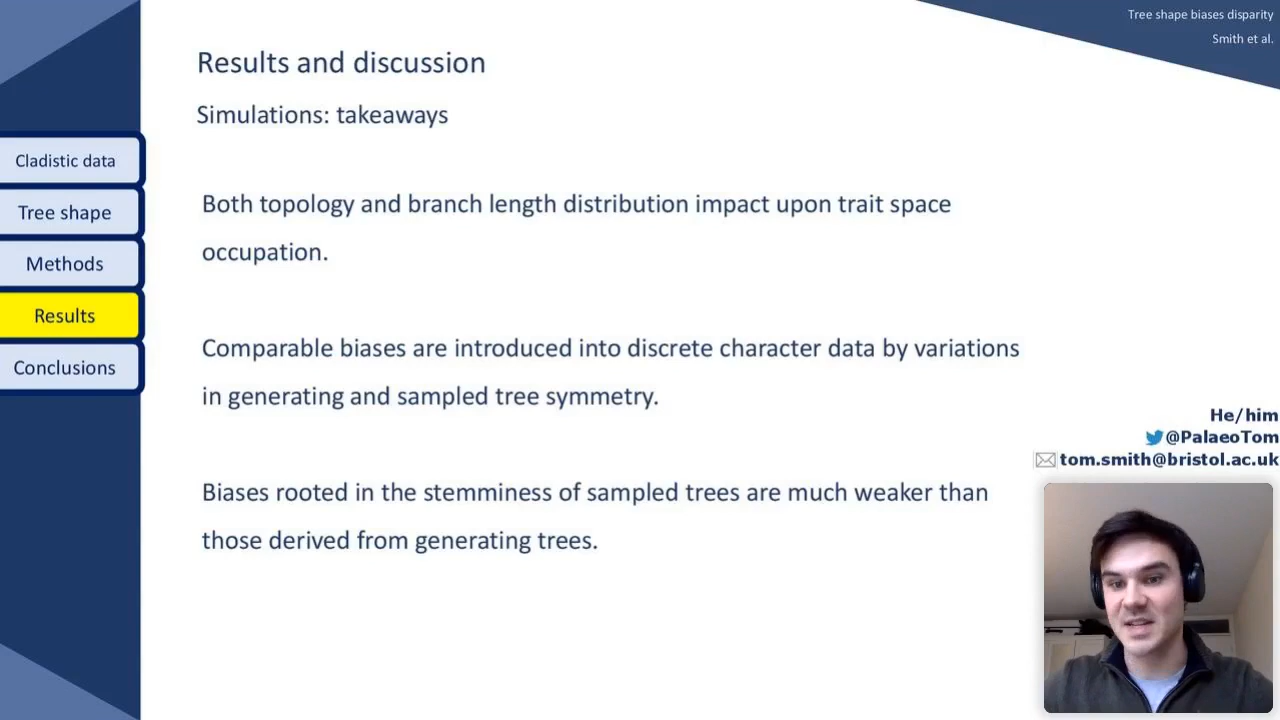 Tree shape biases disparity
Smith et al.
Results and discussion
Simulations: takeaways
Cladistic data
Tree shape
Methods
Results
Conclusions
Both topology and branch length distribution impact upon trait space
occupation.
Comparable biases are introduced into discrete character data by variations
in generating and sampled tree symmetry.
Biases rooted in the stemminess of sampled trees are much weaker than
those derived from generating trees.
He/him
@PalaeoTom
tom.smith@bristol.ac.uk